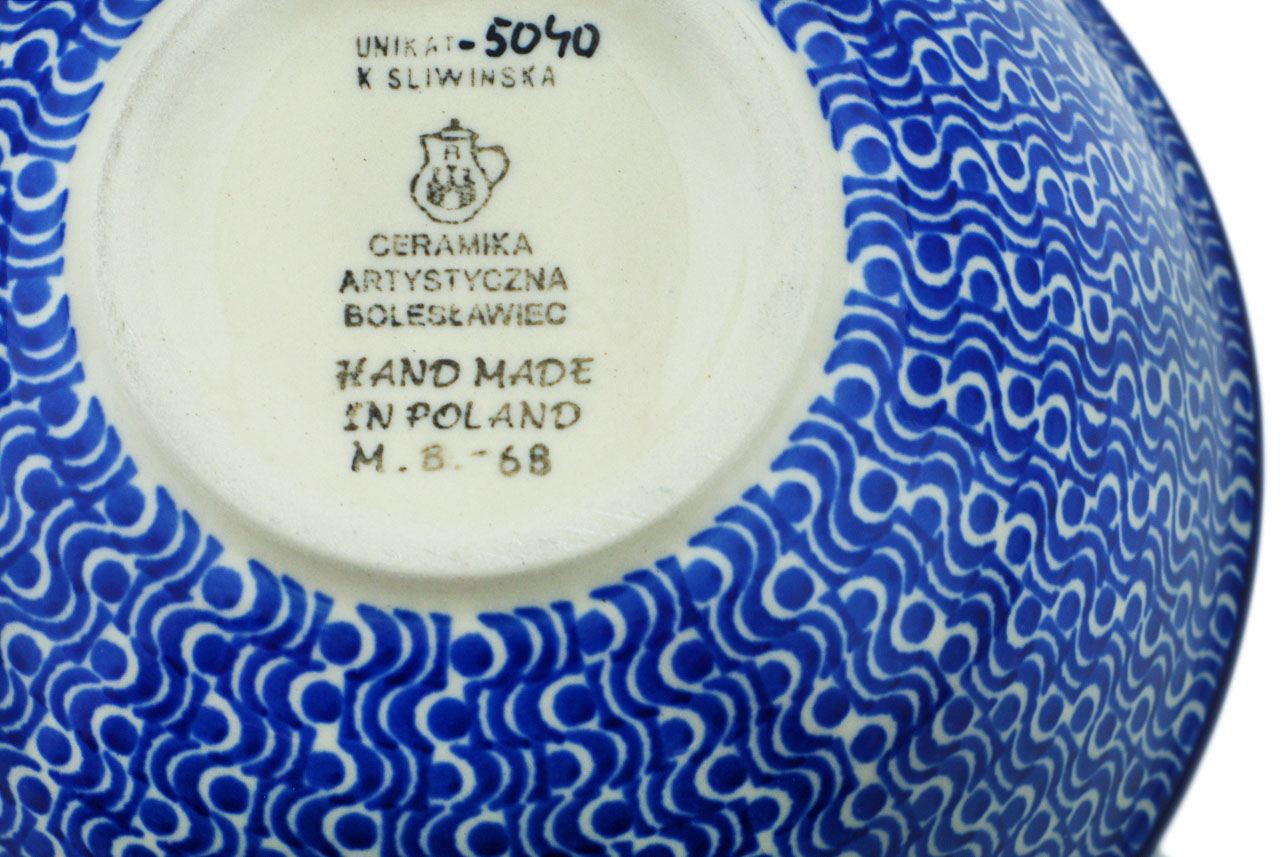 UNIKAT-5040
K SLIWINSKA
CERAMIKA
ARTYSTYCZNA
BOLESŁAWIEC
HAND MADE
IN POLAND
M.B.-68